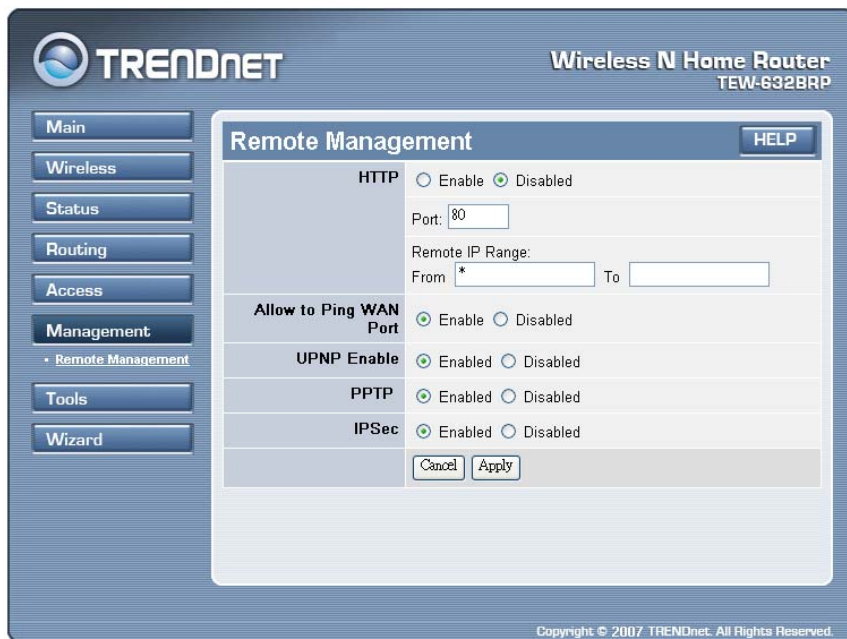 TRENDNET
Wireless N Home Router
TEW-632BRP
Main
Wireless
Status
Routing
Access
Management
• Remote Management
Tools
Wizard
Remote Management
HELP
HTTP
Enable Disabled
Port: 80
Remote IP Range:
From * To
Allow to Ping WAN Port
Enable Disabled
UPNP Enable
Enabled Disabled
PPTP
Enabled Disabled
IPSec
Enabled Disabled
Cancel Apply
Copyright © 2007 TRENDnet. All Rights Reserved.